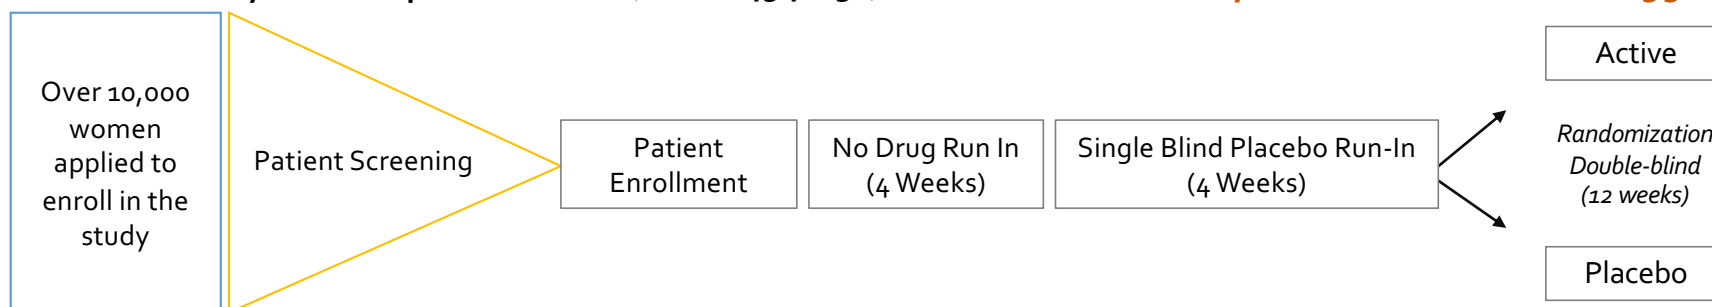 Over 10,000
women
applied to
enroll in the
study
Patient Screening
Patient
Enrollment
No Drug Run In
(4 Weeks)
Single Blind Placebo Run-In
(4 Weeks)
Active
Randomization
Double-blind
(12 weeks)
Placebo